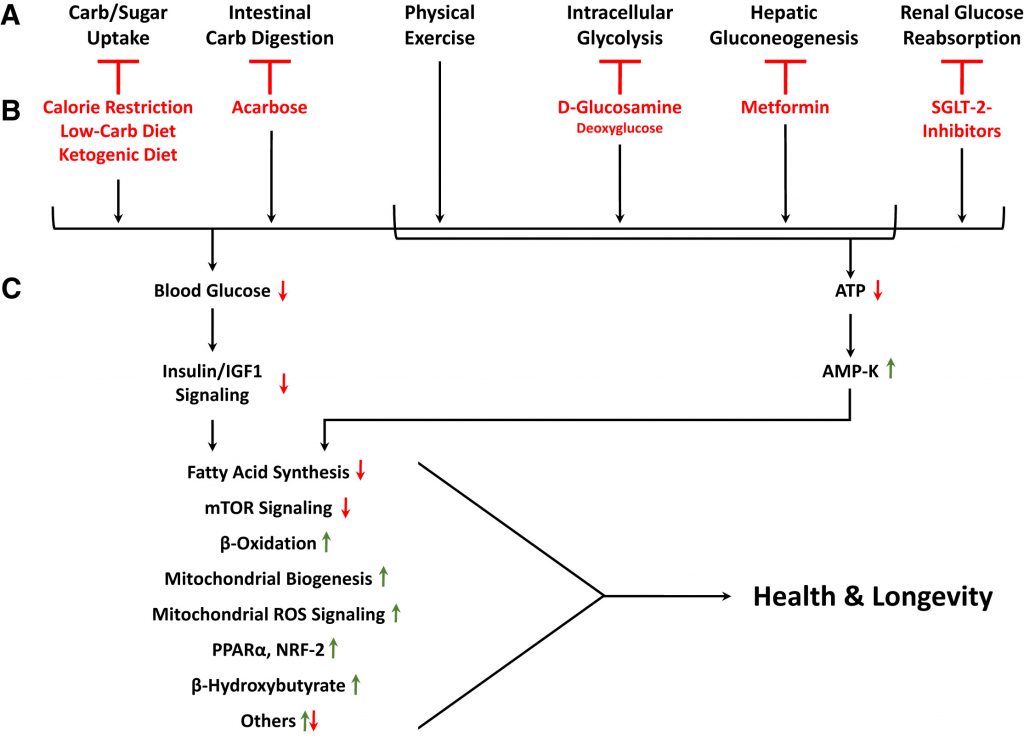 A
Carb/Sugar
Uptake
Intestinal
Carb Digestion
Physical
Exercise
Intracellular
Glycolysis
Hepatic
Gluconeogenesis
Renal Glucose
Reabsorption
B
Calorie Restriction
Low-Carb Diet
Ketogenic Diet
Acarbose
D-Glucosamine
Deoxyglucose
Metformin
SGLT-2-
Inhibitors
C
Blood Glucose ↓
ATP ↓
Insulin/IGF1
Signaling ↓
AMP-K ↑
Fatty Acid Synthesis ↓
mTOR Signaling ↓
β-Oxidation ↑
Mitochondrial Biogenesis ↑
Mitochondrial ROS Signaling ↑
PPARα, NRF-2 ↑
β-Hydroxybutyrate ↑
Others ↑↓
Health & Longevity